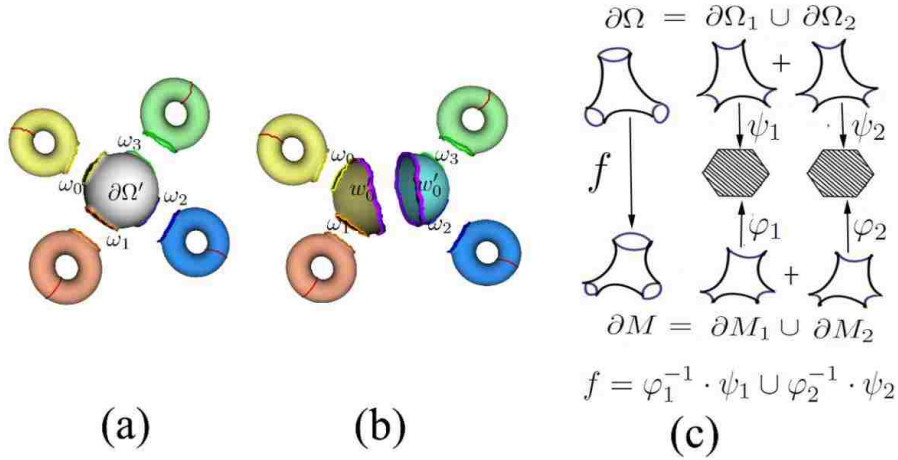 ω₃
ω₀
∂Ω′
ω₂
ω₁
(a)
ω₀
ω₃
w₀
w′₀
ω₁
ω₂
(b)
∂Ω = ∂Ω₁ ∪ ∂Ω₂
+
ψ₁
ψ₂
f
φ₁
φ₂
+
∂M = ∂M₁ ∪ ∂M₂
f = φ₁⁻¹ · ψ₁ ∪ φ₂⁻¹ · ψ₂
(c)